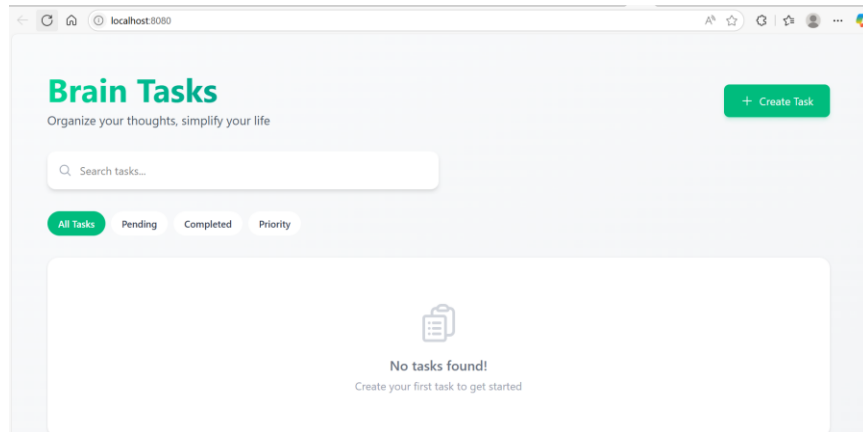 localhost:8080
Brain Tasks
+ Create Task
Organize your thoughts, simplify your life
Search tasks...
All Tasks Pending Completed Priority
No tasks found!
Create your first task to get started